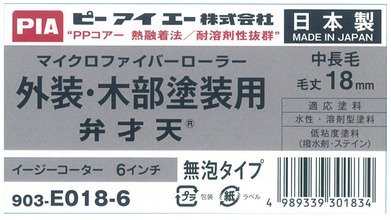 PIA ピーアイエー株式会社
"PPコアー 熱融着法/耐溶剤性抜群"
日本製
MADE IN JAPAN
マイクロファイバーローラー
外装・木部塗装用
弁才天®
中長毛
毛丈18mm
適応塗料
水性・溶剤型塗料
低粘度塗料
(撥水剤・ステイン)
イージーコーター 6インチ
903-E018-6
無泡タイプ
プラ 包装 紙 ラベル
4 989339 301834